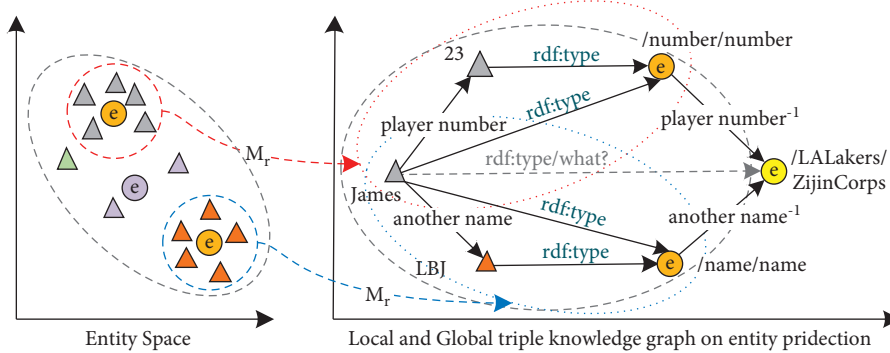 e
e
e
M_r
M_r
Entity Space
23
rdf:type
/number/number
e
rdf:type
player number
player number⁻¹
rdf:type/what?
/LALakers/
ZijinCorps
e
James
another name
rdf:type
another name⁻¹
LBJ
rdf:type
e
/name/name
Local and Global triple knowledge graph on entity pridection